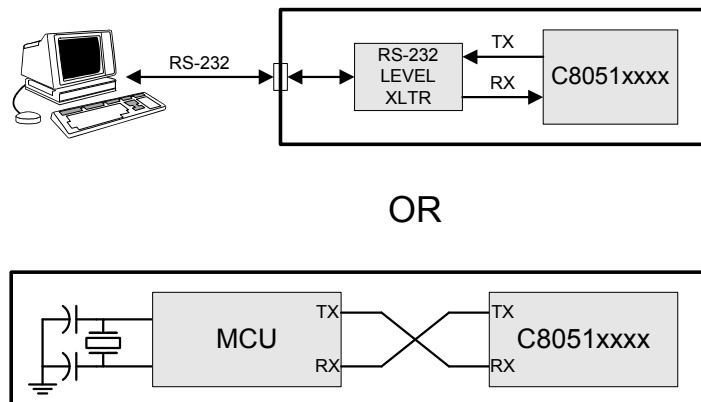 RS-232
RS-232
LEVEL
XLTR
TX
RX
C8051xxxx
OR
MCU
TX
RX
TX
RX
C8051xxxx